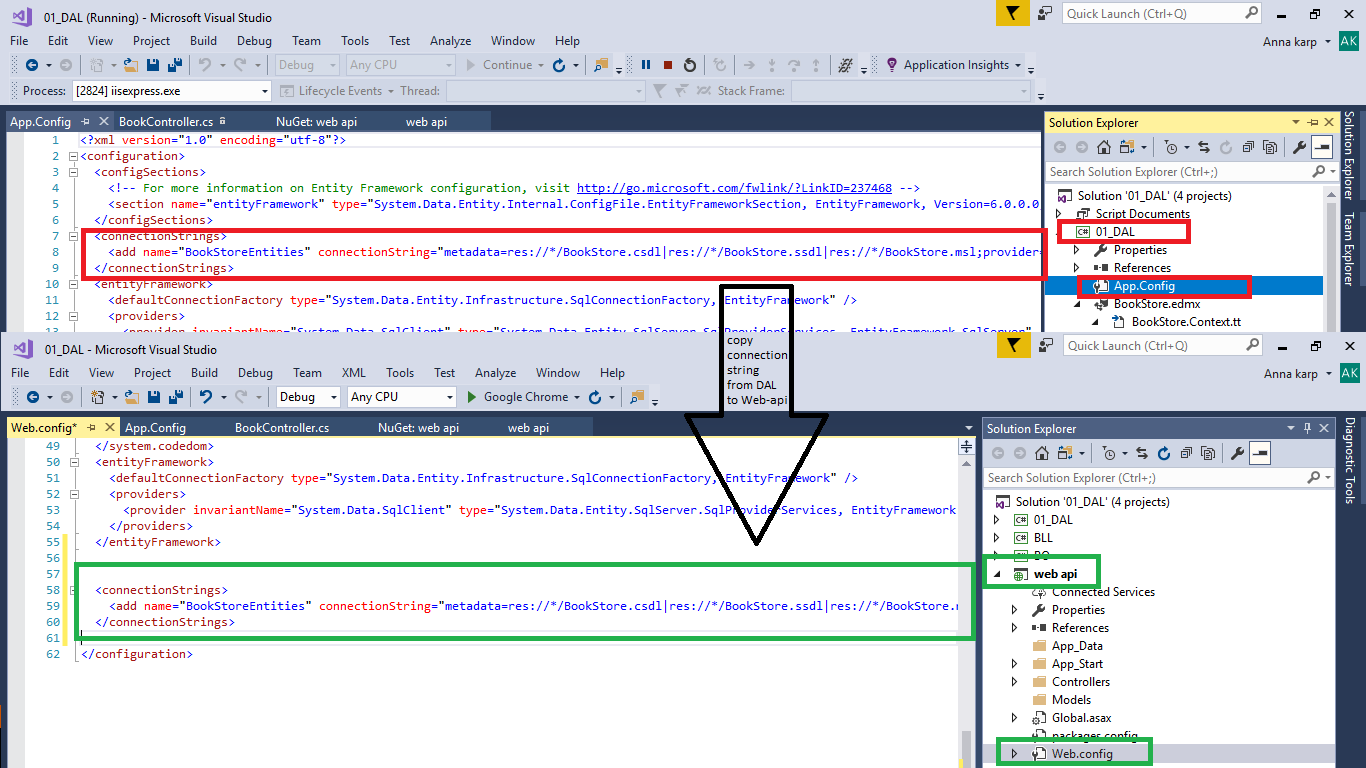 01_DAL (Running) - Microsoft Visual Studio
Quick Launch (Ctrl+Q)
File Edit View Project Build Debug Team Tools Test Analyze Window Help
Anna karp AK
Debug Any CPU Continue Application Insights
Process: [2824] iisexpress.exe Lifecycle Events Thread: Stack Frame:
App.Config BookController.cs NuGet: web api web api
1 <?xml version="1.0" encoding="utf-8"?>
2 <configuration>
3 <configSections>
4 <!-- For more information on Entity Framework configuration, visit http://go.microsoft.com/fwlink/?LinkID=237468 -->
5 <section name="entityFramework" type="System.Data.Entity.Internal.ConfigFile.EntityFrameworkSection, EntityFramework, Version=6.0.0.0
6 </configSections>
7 <connectionStrings>
8 <add name="BookStoreEntities" connectionString="metadata=res://*/BookStore.csdl|res://*/BookStore.ssdl|res://*/BookStore.msl;provider=
9 </connectionStrings>
10 <entityFramework>
11 <defaultConnectionFactory type="System.Data.Entity.Infrastructure.SqlConnectionFactory, EntityFramework" />
12 <providers>
13 <provider invariantName="System.Data.SqlClient" type="System.Data.Entity.SqlServer.SqlProviderServices, EntityFramework.SqlServer"
Solution Explorer
Search Solution Explorer (Ctrl+;)
Solution '01_DAL' (4 projects)
Script Documents
C# 01_DAL
Properties
References
App.Config
BookStore.edmx
BookStore.Context.tt
Solution Explorer
Team Explorer
copy
connection
string
from DAL
to Web-api
01_DAL - Microsoft Visual Studio
Quick Launch (Ctrl+Q)
File Edit View Project Build Debug Team XML Tools Test Analyze Window Help
Anna karp AK
Debug Any CPU Google Chrome
Web.config* App.Config BookController.cs NuGet: web api web api
49 </system.codedom>
50 <entityFramework>
51 <defaultConnectionFactory type="System.Data.Entity.Infrastructure.SqlConnectionFactory, EntityFramework" />
52 <providers>
53 <provider invariantName="System.Data.SqlClient" type="System.Data.Entity.SqlServer.SqlProviderServices, EntityFramework
54 </providers>
55 </entityFramework>
56
57
58 <connectionStrings>
59 <add name="BookStoreEntities" connectionString="metadata=res://*/BookStore.csdl|res://*/BookStore.ssdl|res://*/BookStore.m
60 </connectionStrings>
61
62 </configuration>
Solution Explorer
Search Solution Explorer (Ctrl+;)
Solution '01_DAL' (4 projects)
C# 01_DAL
C# BLL
C# BO
web api
Connected Services
Properties
References
App_Data
App_Start
Controllers
Models
Global.asax
packages.config
Web.config
Diagnostic Tools